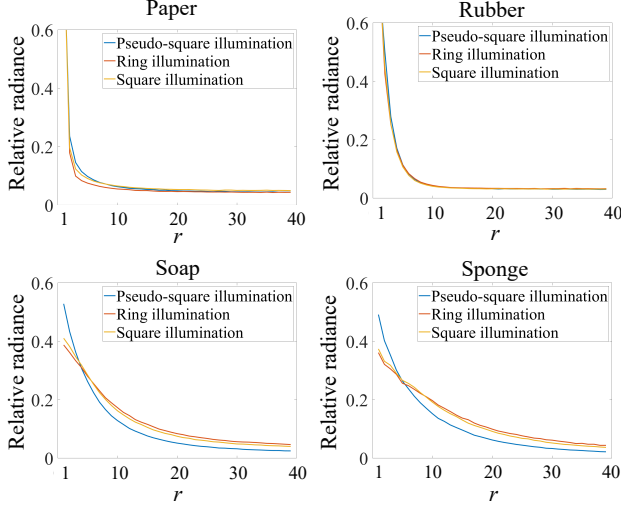 Paper
Relative radiance
0.6
0.4
0.2
0
Pseudo-square illumination
Ring illumination
Square illumination
1 10 20 30 40
r
Rubber
Relative radiance
0.6
0.4
0.2
0
Pseudo-square illumination
Ring illumination
Square illumination
1 10 20 30 40
r
Soap
Relative radiance
0.6
0.4
0.2
0
Pseudo-square illumination
Ring illumination
Square illumination
1 10 20 30 40
r
Sponge
Relative radiance
0.6
0.4
0.2
0
Pseudo-square illumination
Ring illumination
Square illumination
1 10 20 30 40
r